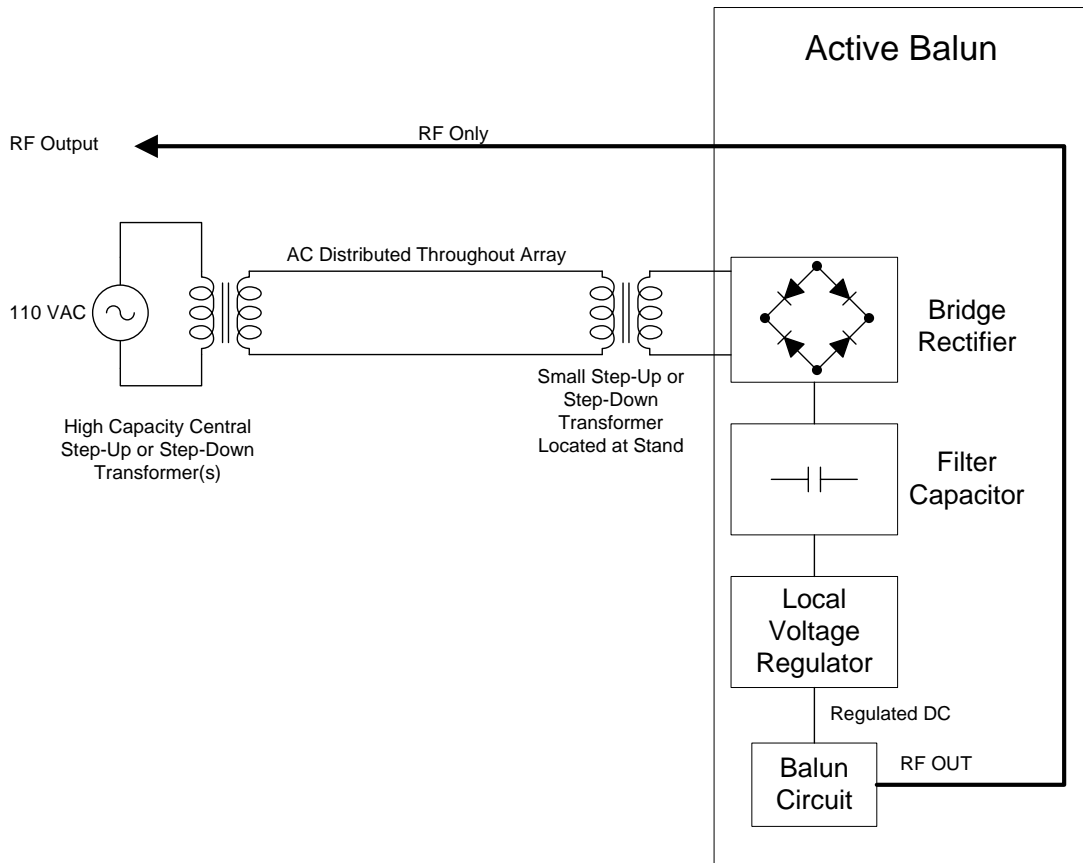 Active Balun
RF Output
RF Only
AC Distributed Throughout Array
110 VAC
Bridge
Rectifier
Small Step-Up or
Step-Down
Transformer
Located at Stand
High Capacity Central
Step-Up or Step-Down
Transformer(s)
Filter
Capacitor
Local
Voltage
Regulator
Regulated DC
RF OUT
Balun
Circuit